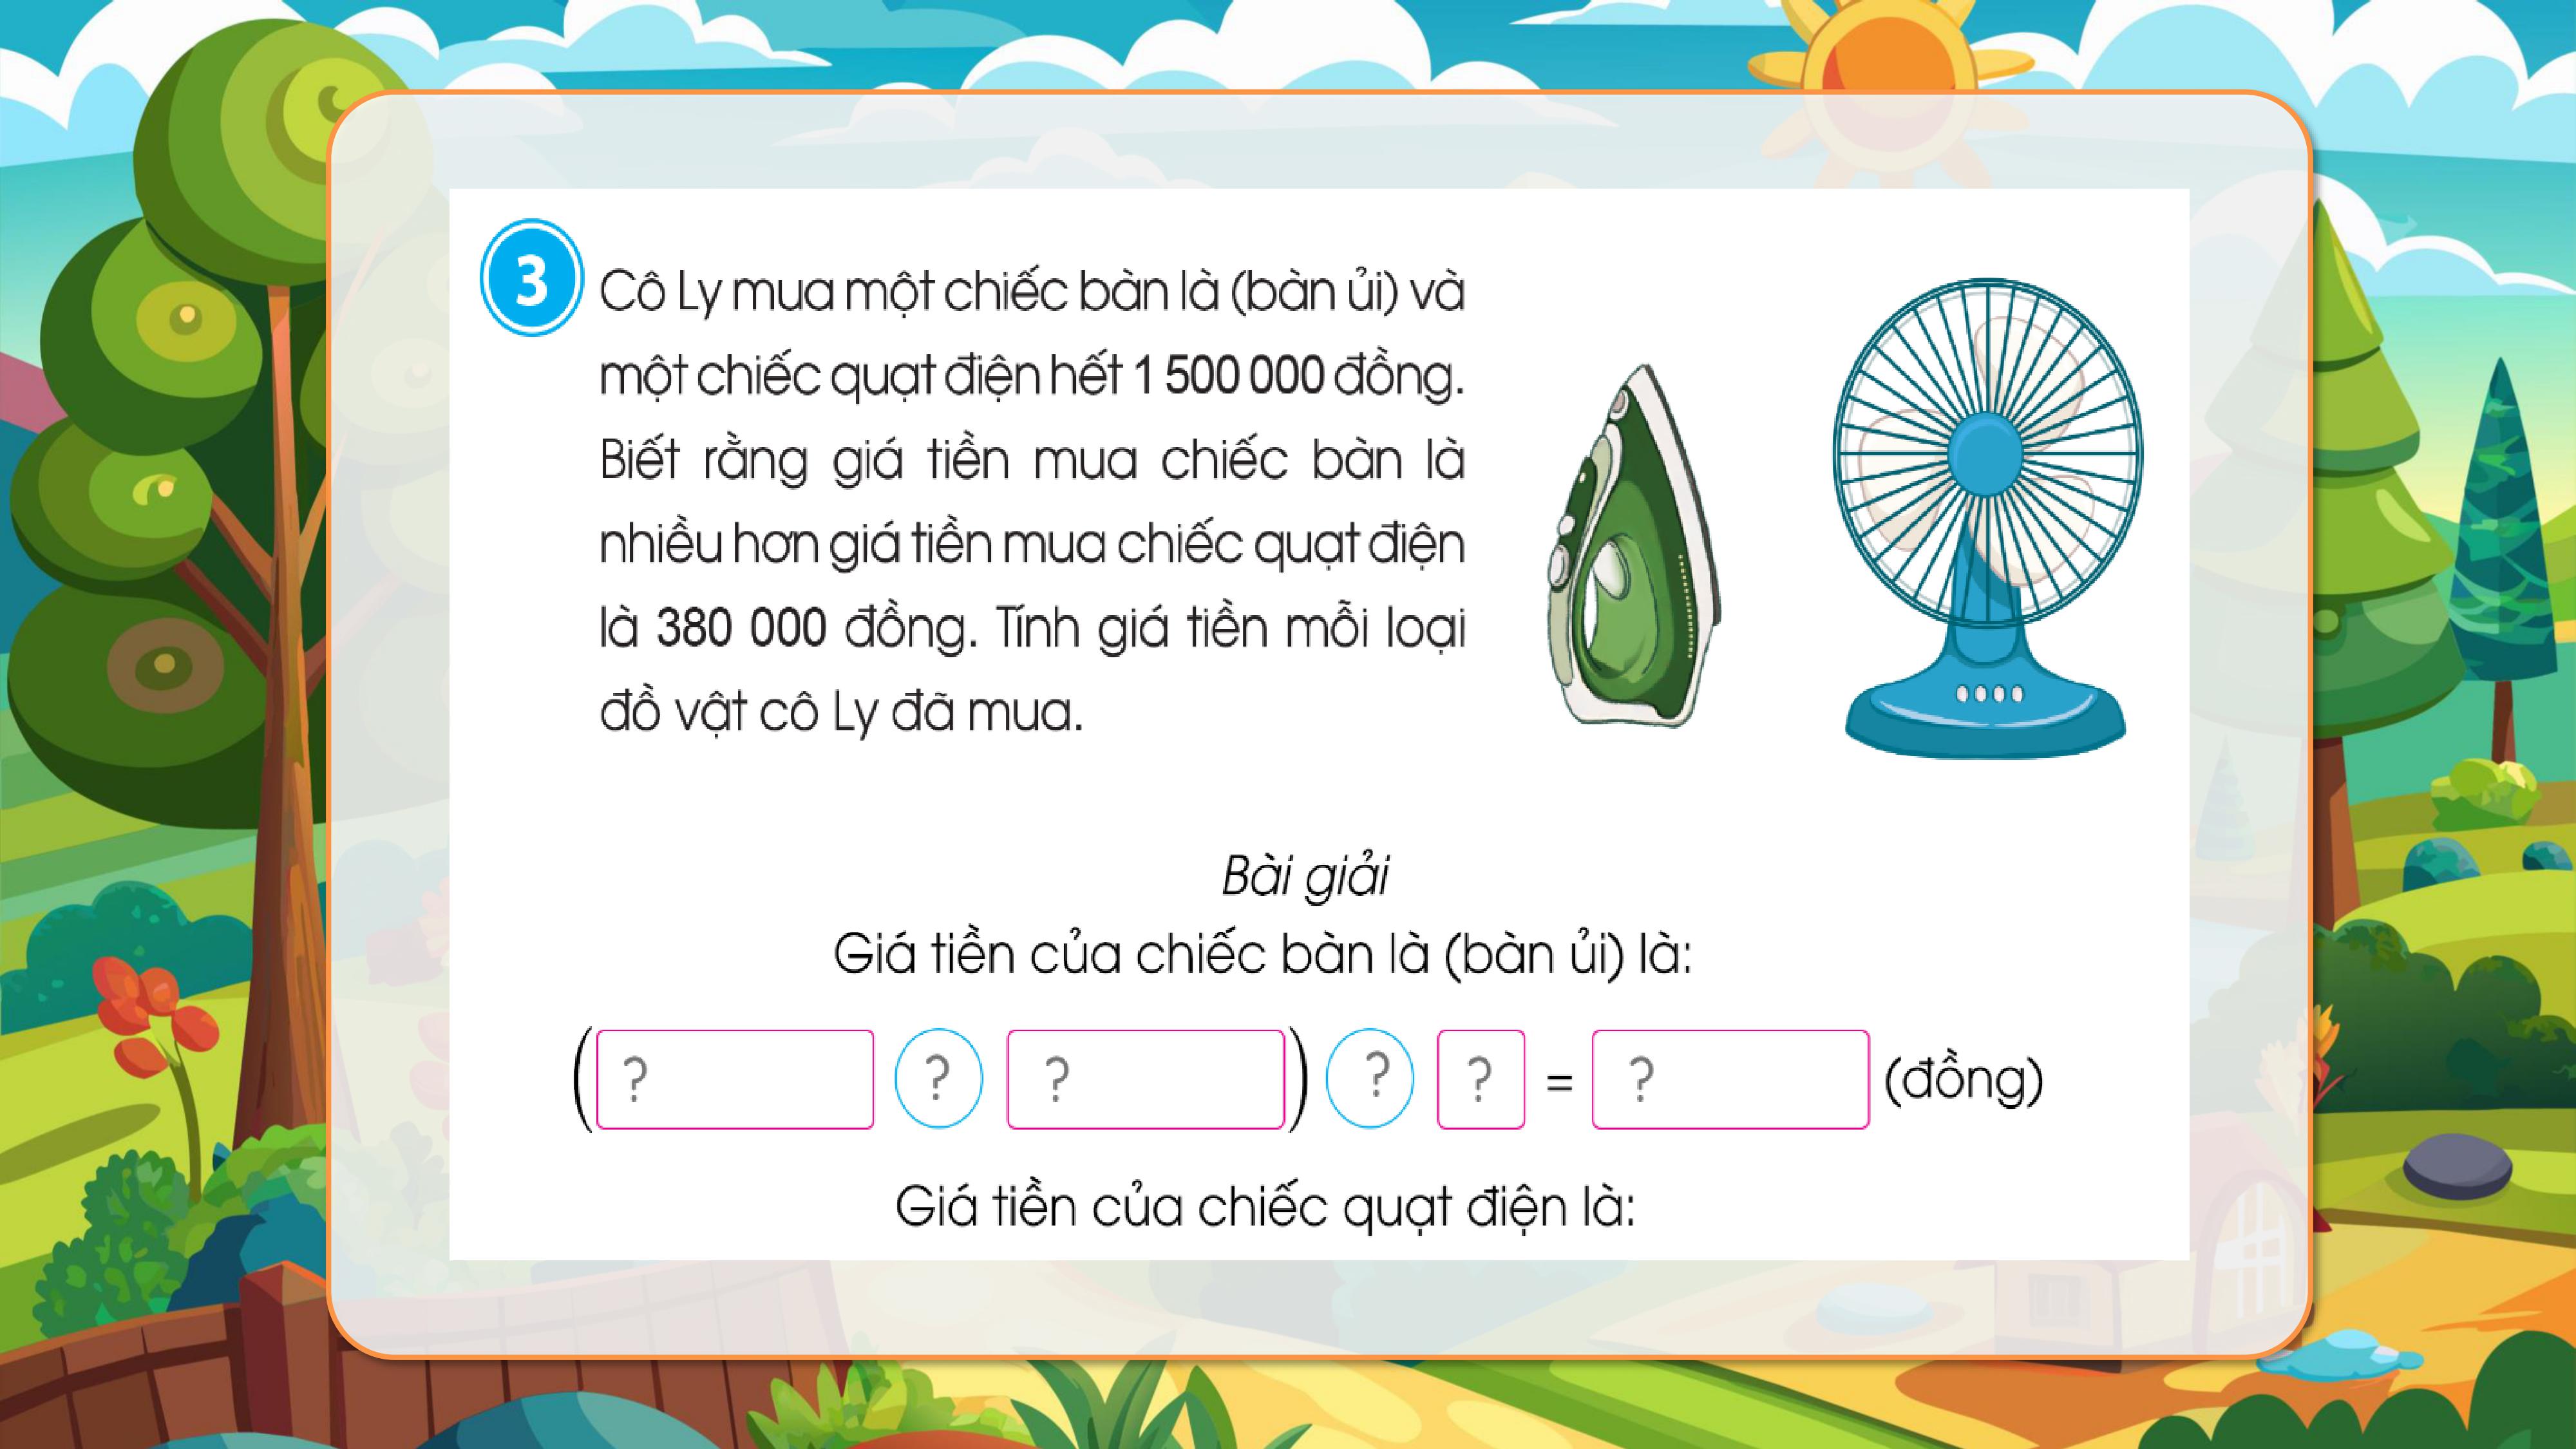 3
Cô Ly mua một chiếc bàn là (bàn ủi) và
một chiếc quạt điện hết 1 500 000 đồng.
Biết rằng giá tiền mua chiếc bàn là
nhiều hơn giá tiền mua chiếc quạt điện
là 380 000 đồng. Tính giá tiền mỗi loại
đồ vật cô Ly đã mua.
Bài giải
Giá tiền của chiếc bàn là (bàn ủi) là:
( ? ? ? ) ? ? = ? (đồng)
Giá tiền của chiếc quạt điện là: